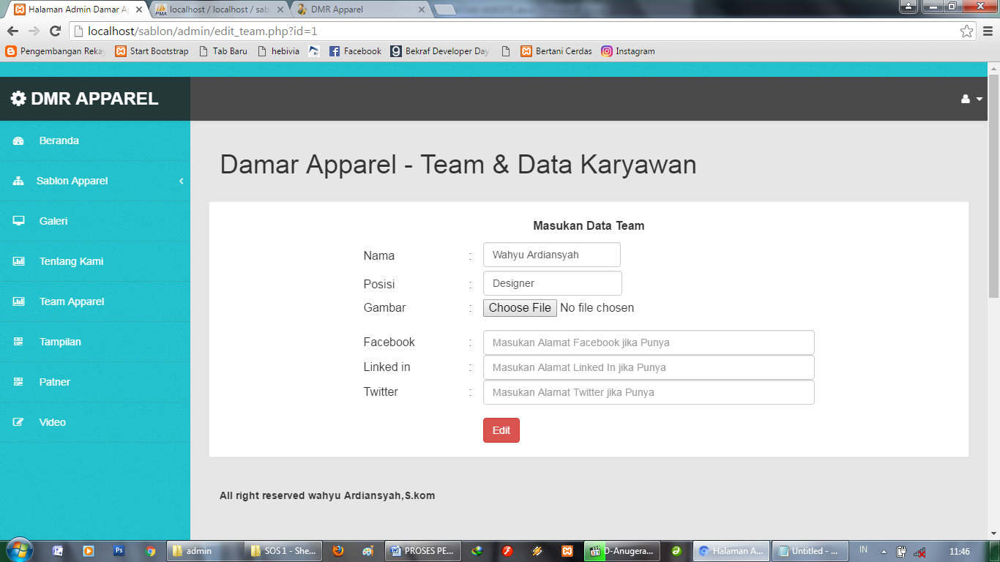 Halaman Admin Damar A
localhost / localhost / sabl
DMR Apparel
localhost/sablon/admin/edit_team.php?id=1
Pengembangan Reka
Start Bootstrap
Tab Baru
hebivia
Facebook
Bekraf Developer Day
Bertani Cerdas
Instagram
DMR APPAREL
Beranda
Sablon Apparel
Galeri
Tentang Kami
Team Apparel
Tampilan
Patner
Video
Damar Apparel - Team & Data Karyawan
Masukan Data Team
Nama : Wahyu Ardiansyah
Posisi : Designer
Gambar : Choose File No file chosen
Facebook : Masukan Alamat Facebook jika Punya
Linked in : Masukan Alamat Linked In jika Punya
Twitter : Masukan Alamat Twitter jika Punya
Edit
All right reserved wahyu Ardiansyah,S.kom
admin
SOS 1 - She...
PROSES PE...
D-Anugera...
Halaman A...
Untitled - ...
IN
11:46